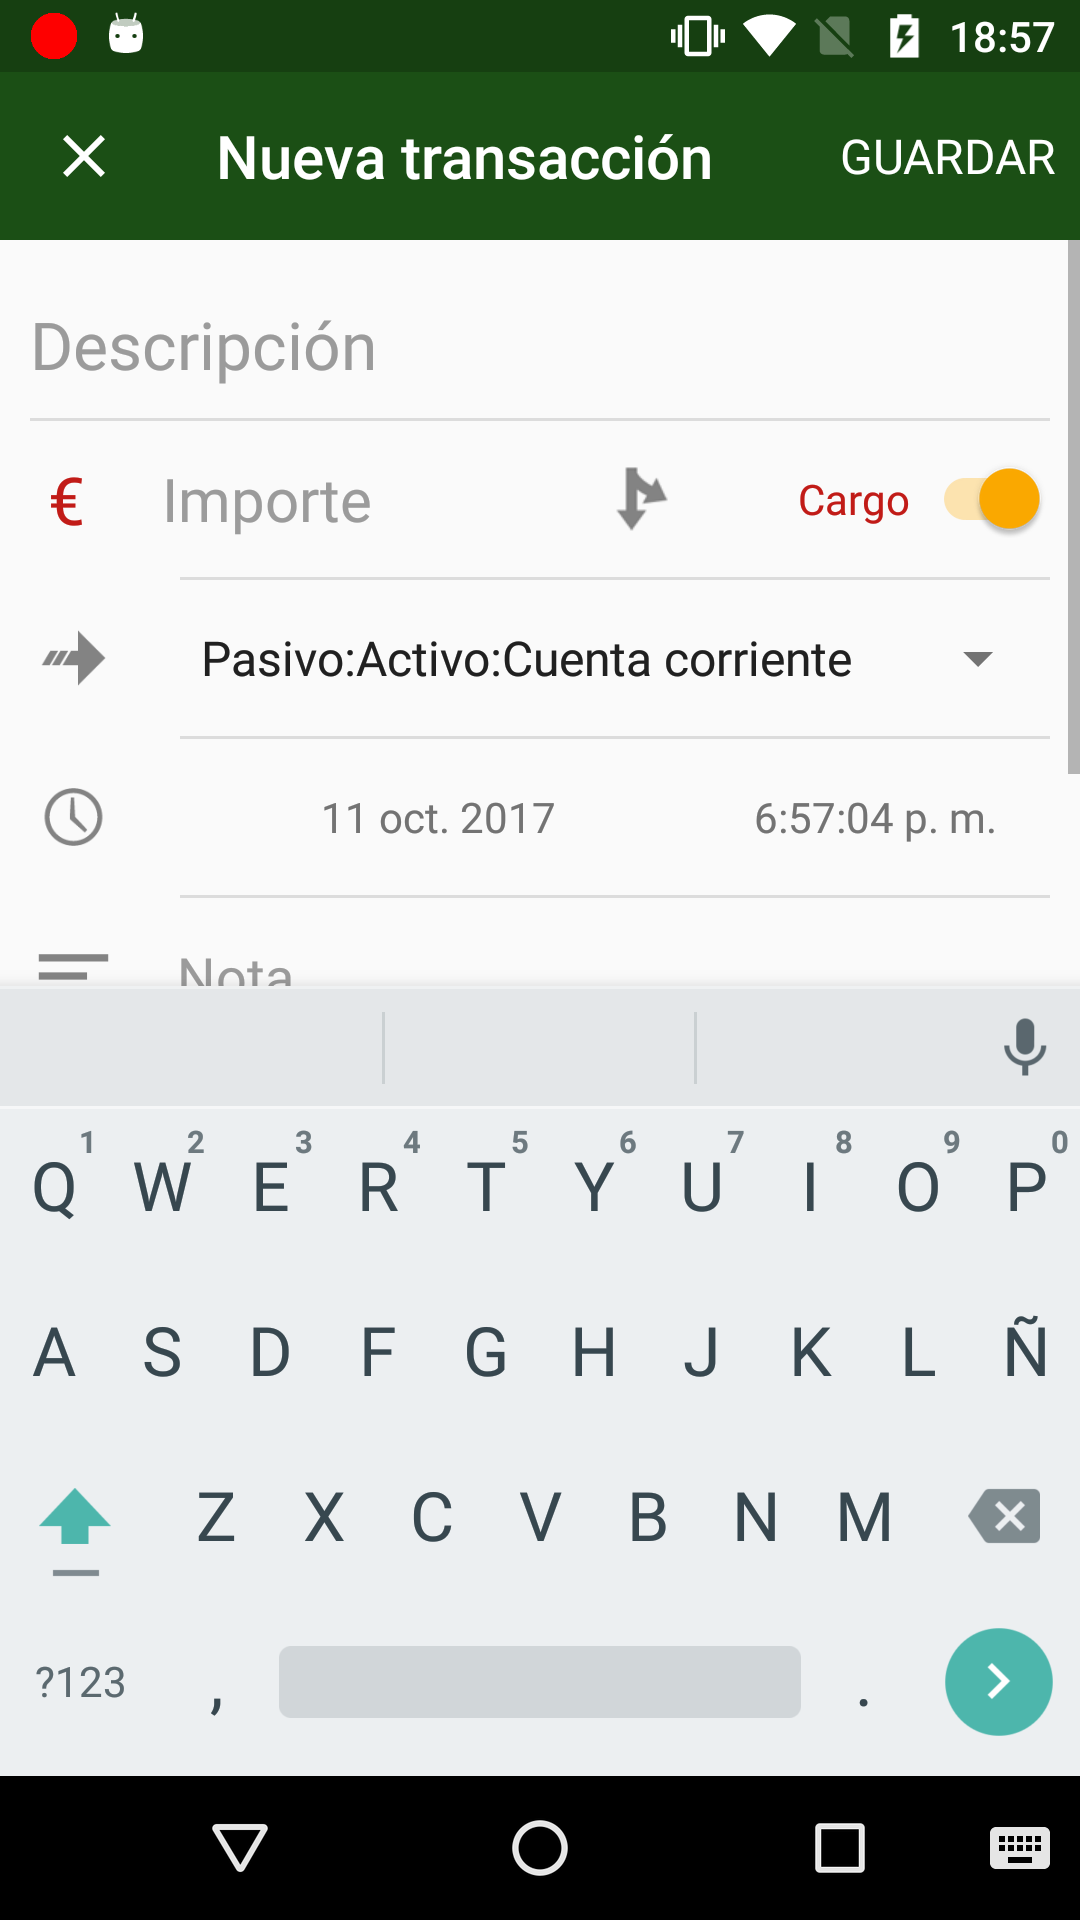 18:57
Nueva transacción GUARDAR
Descripción
€ Importe Cargo
Pasivo:Activo:Cuenta corriente
11 oct. 2017 6:57:04 p. m.
Nota
1 2 3 4 5 6 7 8 9 0
Q W E R T Y U I O P
A S D F G H J K L Ñ
Z X C V B N M
?123 , .